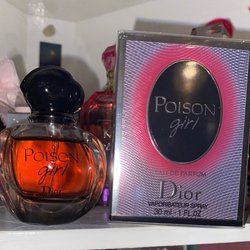 POISON
girl
Dior
POISON
girl
EAU DE PARFUM
Dior
VAPORISATEUR SPRAY
30 ml - 1 FL.OZ